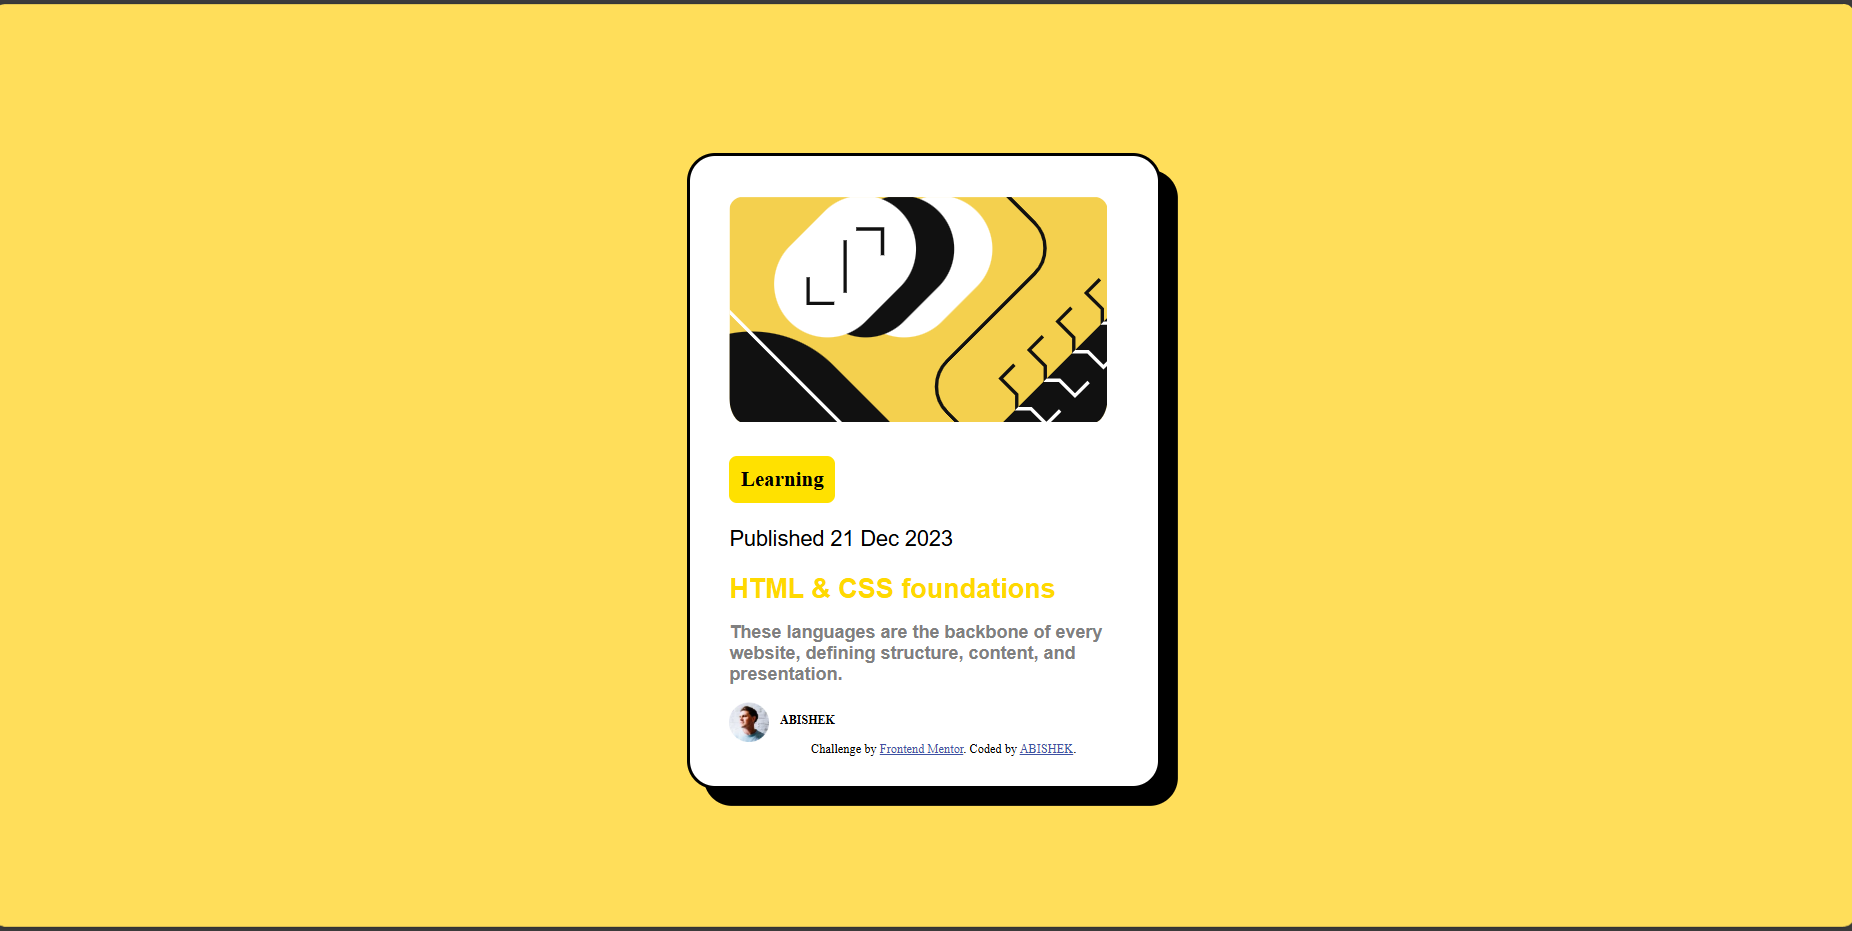 Learning
Published 21 Dec 2023
HTML & CSS foundations
These languages are the backbone of every
website, defining structure, content, and
presentation.
ABISHEK
Challenge by Frontend Mentor. Coded by ABISHEK.